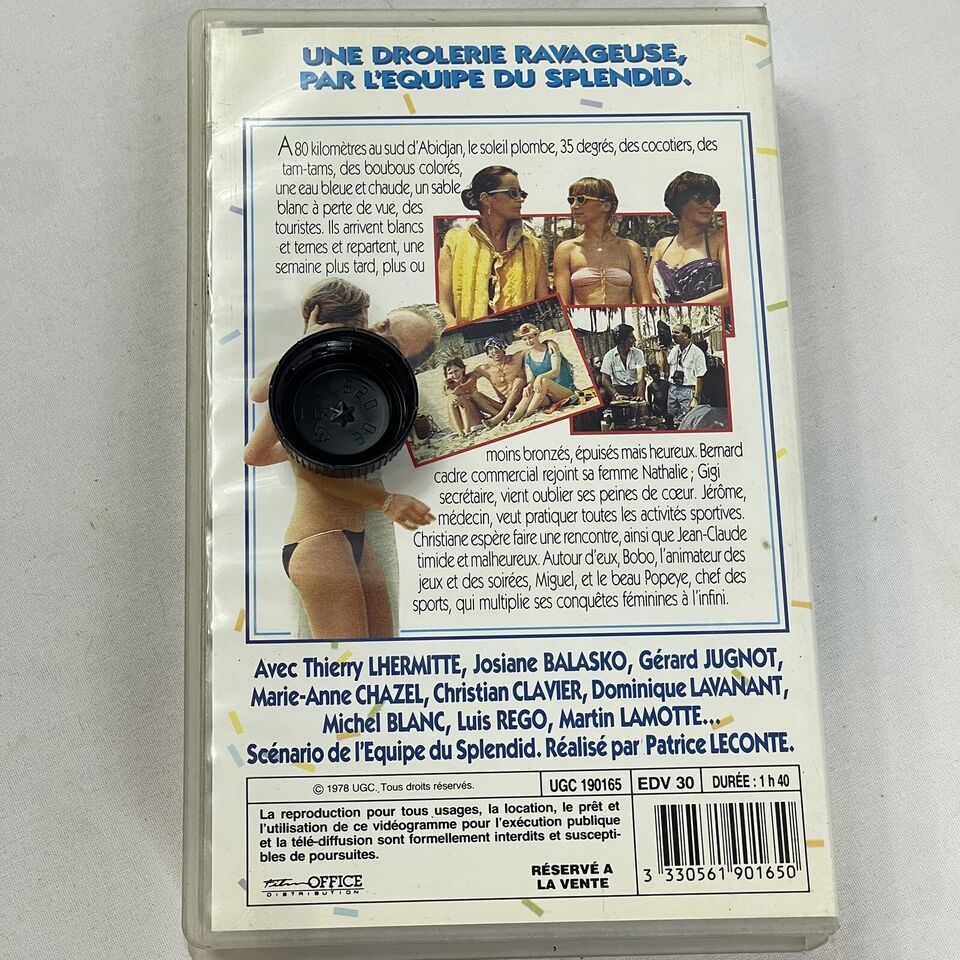 UNE DROLERIE RAVAGEUSE,
PAR L'EQUIPE DU SPLENDID.
A 80 kilomètres au sud d'Abidjan, le soleil plombe, 35 degrés, des cocotiers, des
tam-tams, des boubous colorés,
une eau bleue et chaude, un sable
blanc à perte de vue, des
touristes. Ils arrivent blancs
et ternes et repartent, une
semaine plus tard, plus ou
moins bronzés, épuisés mais heureux. Bernard
cadre commercial rejoint sa femme Nathalie ; Gigi
secrétaire, vient oublier ses peines de cœur. Jérôme,
médecin, veut pratiquer toutes les activités sportives.
Christiane espère faire une rencontre, ainsi que Jean-Claude
timide et malheureux. Autour d'eux, Bobo, l'animateur des
jeux et des soirées, Miguel, et le beau Popeye, chef des
sports, qui multiplie ses conquêtes féminines à l'infini.
Avec Thierry LHERMITTE, Josiane BALASKO, Gérard JUGNOT,
Marie-Anne CHAZEL, Christian CLAVIER, Dominique LAVANANT,
Michel BLANC, Luis REGO, Martin LAMOTTE...
Scénario de l'Equipe du Splendid. Réalisé par Patrice LECONTE.
© 1978 UGC. Tous droits réservés.
UGC 190165
EDV 30
DURÉE : 1 h 40
La reproduction pour tous usages, la location, le prêt et
l'utilisation de ce vidéogramme pour l'exécution publique
et la télé-diffusion sont formellement interdits et suscepti-
bles de poursuites.
Film OFFICE
DISTRIBUTION
RÉSERVÉ A
LA VENTE
3 330561 901650